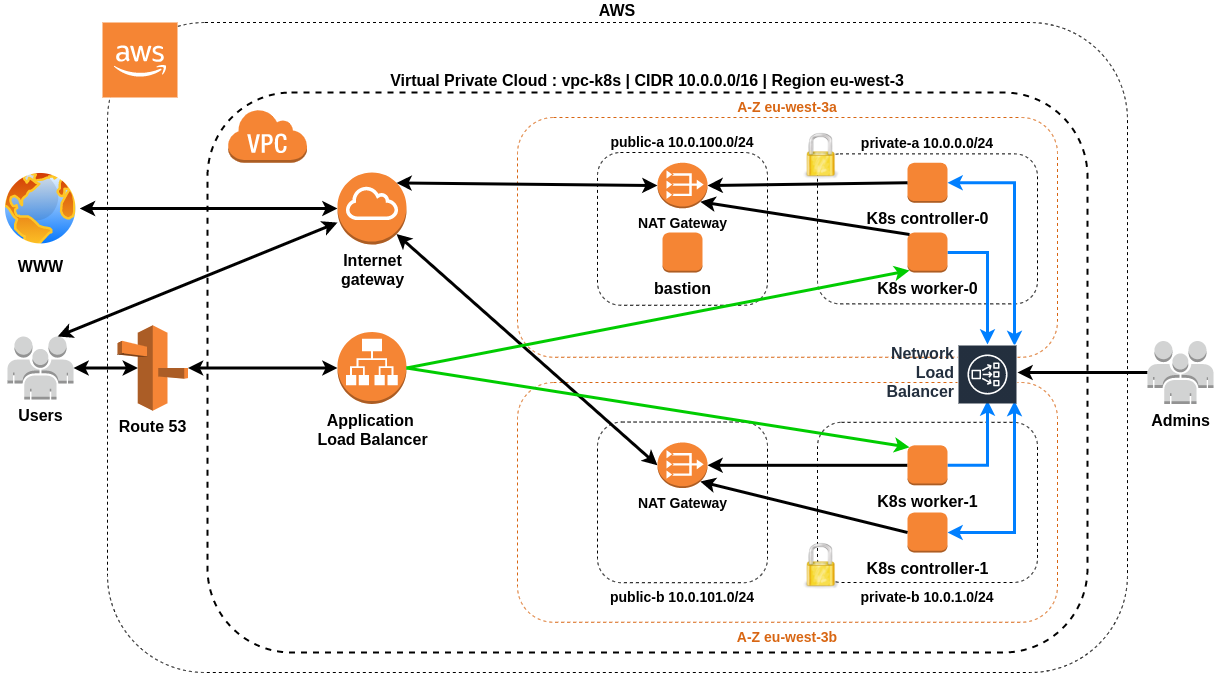 AWS
aws
Virtual Private Cloud : vpc-k8s | CIDR 10.0.0.0/16 | Region eu-west-3
VPC
A-Z eu-west-3a
public-a 10.0.100.0/24
private-a 10.0.0.0/24
NAT Gateway
K8s controller-0
bastion
K8s worker-0
WWW
Internet
gateway
Users
Route 53
Application
Load Balancer
Network
Load
Balancer
Admins
NAT Gateway
K8s worker-1
K8s controller-1
public-b 10.0.101.0/24
private-b 10.0.1.0/24
A-Z eu-west-3b